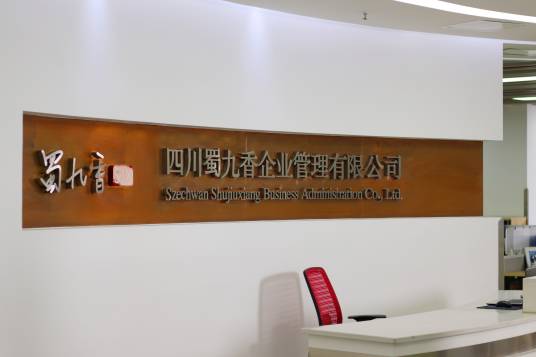 蜀九香
四川蜀九香企业管理有限公司
Szechwan Shujiuxiang Business Administration Co., Ltd.